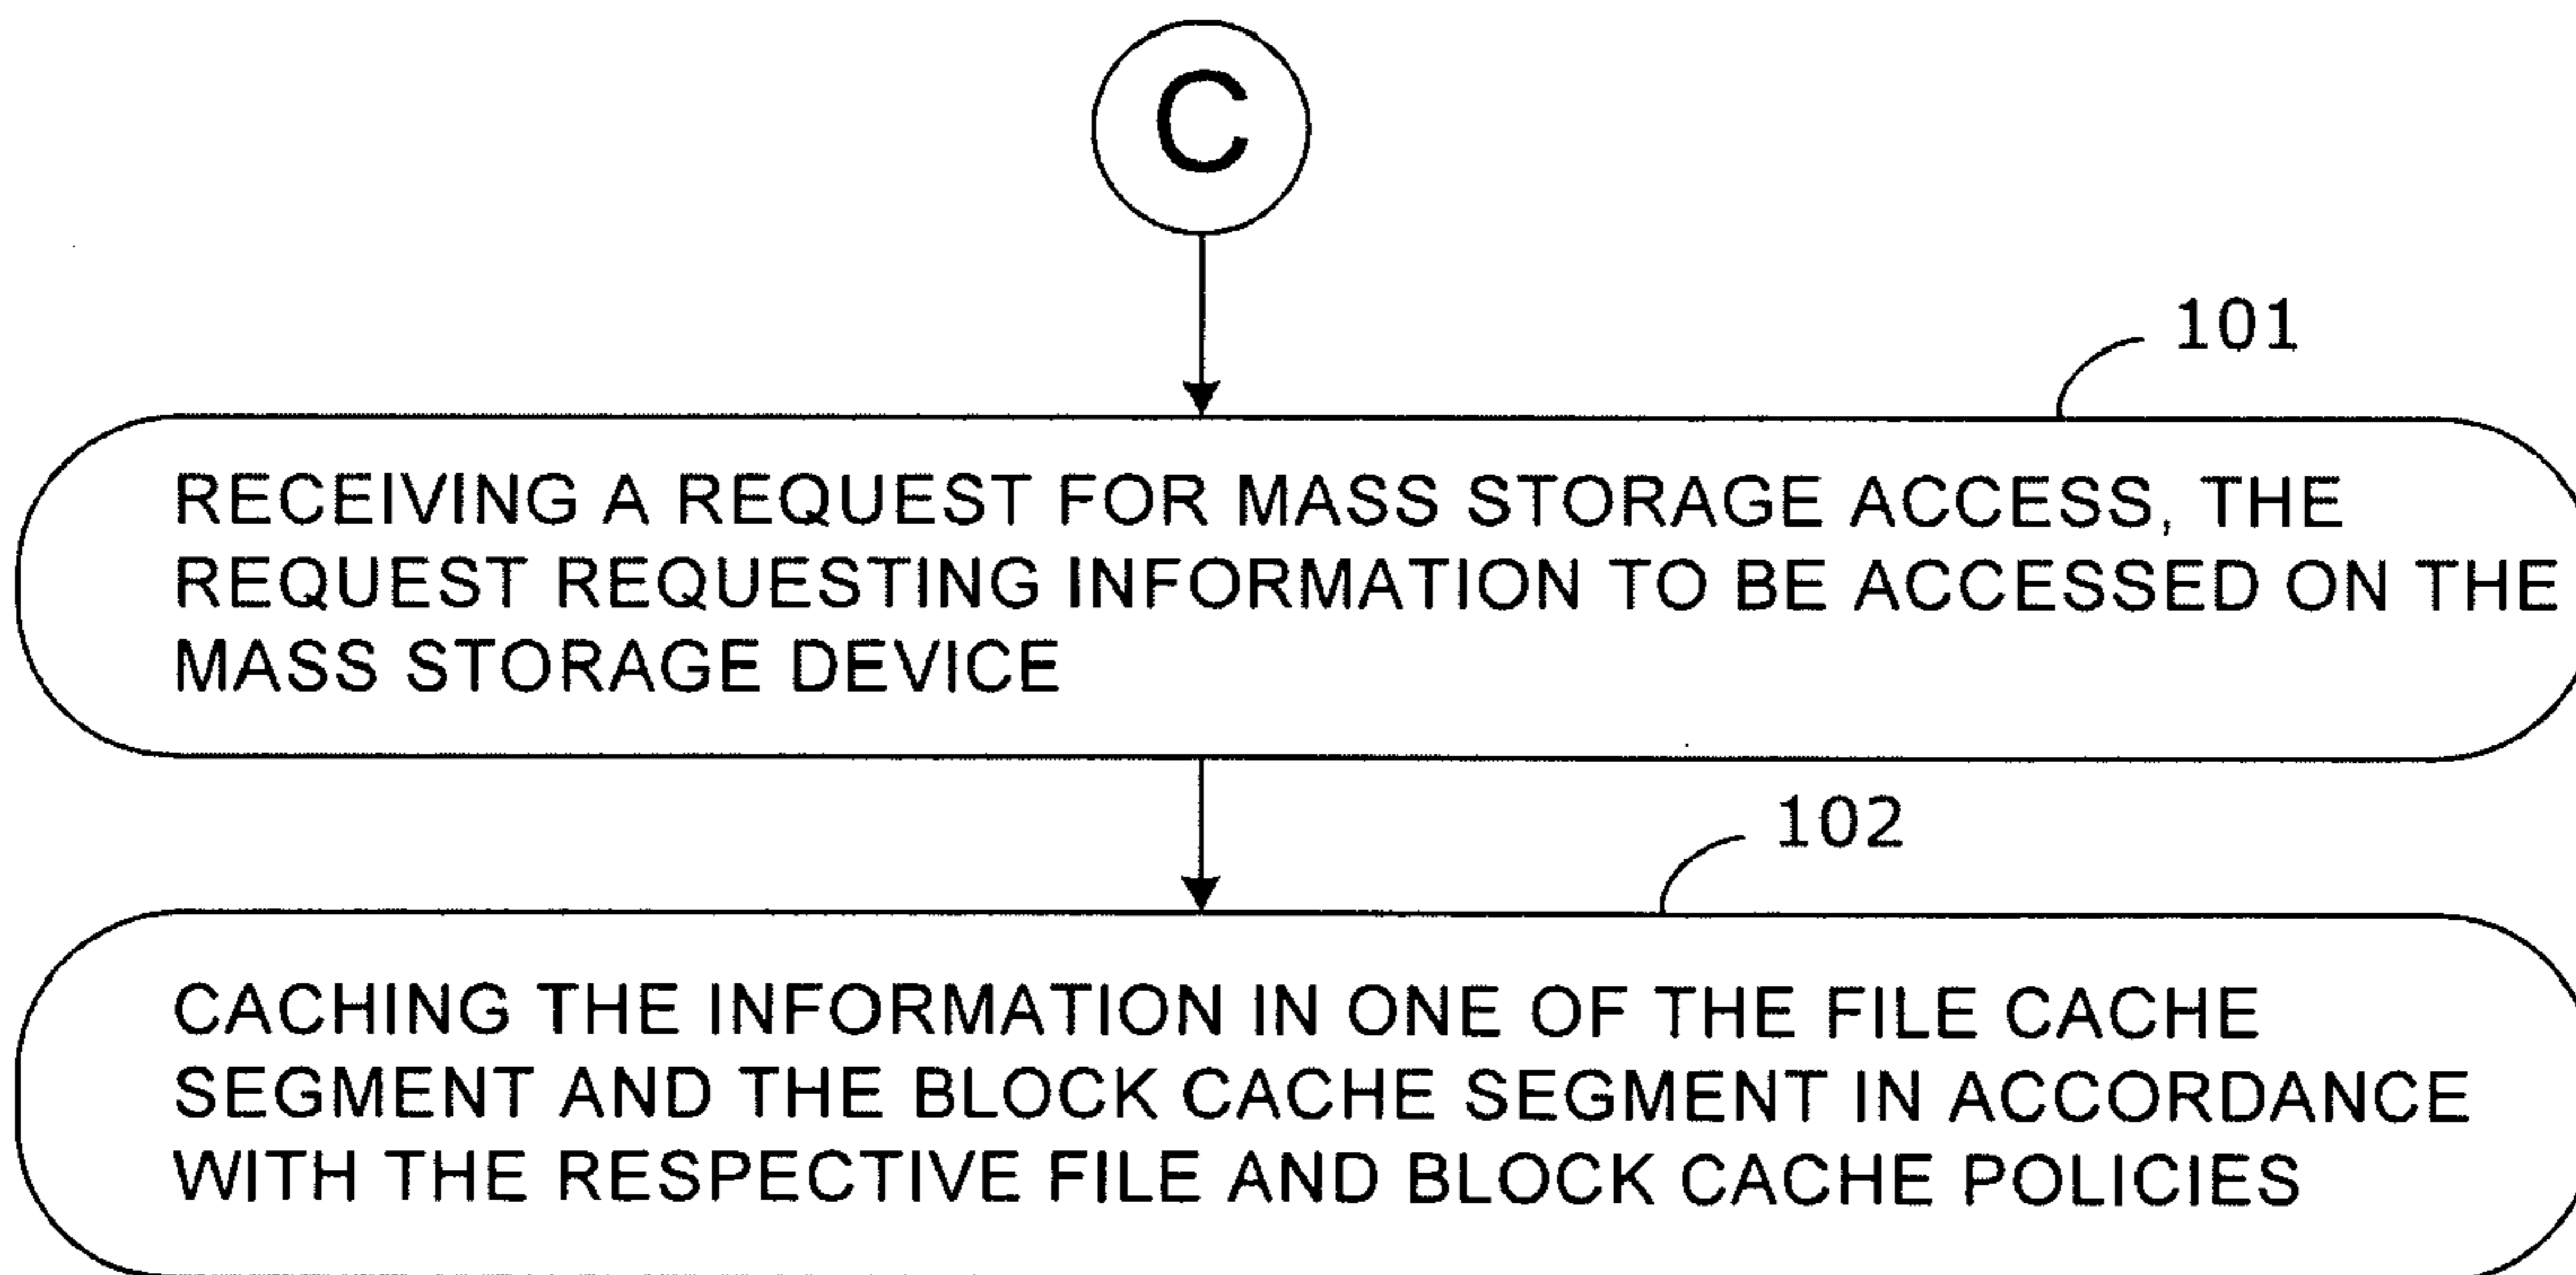 C
101
RECEIVING A REQUEST FOR MASS STORAGE ACCESS, THE
REQUEST REQUESTING INFORMATION TO BE ACCESSED ON THE
MASS STORAGE DEVICE
102
CACHING THE INFORMATION IN ONE OF THE FILE CACHE
SEGMENT AND THE BLOCK CACHE SEGMENT IN ACCORDANCE
WITH THE RESPECTIVE FILE AND BLOCK CACHE POLICIES